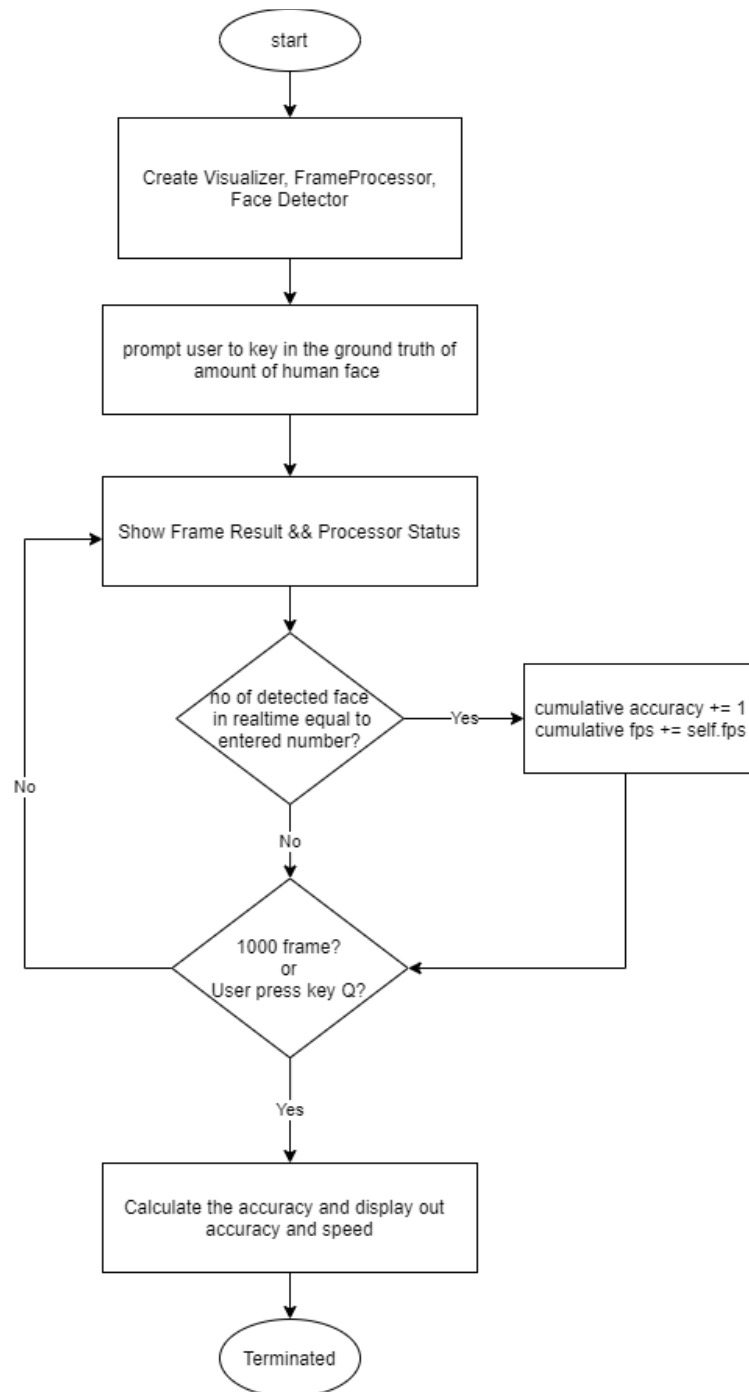 start
Create Visualizer, FrameProcessor,
Face Detector
prompt user to key in the ground truth of
amount of human face
Show Frame Result && Processor Status
no of detected face
in realtime equal to
entered number?
Yes
cumulative accuracy += 1
cumulative fps += self.fps
No
No
1000 frame?
or
User press key Q?
Yes
Calculate the accuracy and display out
accuracy and speed
Terminated